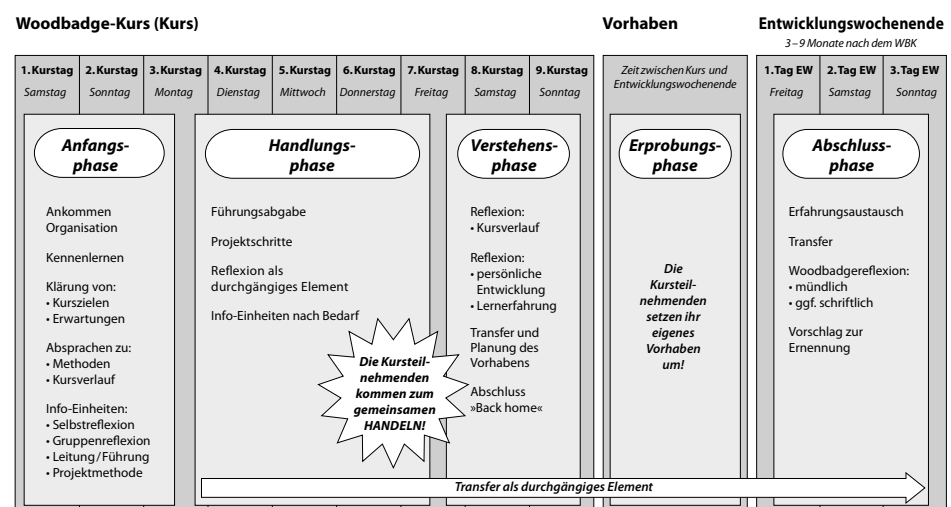 Woodbadge-Kurs (Kurs)
Vorhaben
Entwicklungswochenende
3–9 Monate nach dem WBK
1. Kurstag
Samstag
2. Kurstag
Sonntag
3. Kurstag
Montag
4. Kurstag
Dienstag
5. Kurstag
Mittwoch
6. Kurstag
Donnerstag
7. Kurstag
Freitag
8. Kurstag
Samstag
9. Kurstag
Sonntag
Zeit zwischen Kurs und
Entwicklungswochenende
1. Tag EW
Freitag
2. Tag EW
Samstag
3. Tag EW
Sonntag
Anfangs-
phase
Ankommen
Organisation
Kennenlernen
Klärung von:
• Kurszielen
• Erwartungen
Absprachen zu:
• Methoden
• Kursverlauf
Info-Einheiten:
• Selbstreflexion
• Gruppenreflexion
• Leitung/Führung
• Projektmethode
Handlungs-
phase
Führungsabgabe
Projektschritte
Reflexion als
durchgängiges Element
Info-Einheiten nach Bedarf
Die Kursteil-
nehmenden
kommen zum
gemeinsamen
HANDELN!
Verstehens-
phase
Reflexion:
• Kursverlauf
Reflexion:
• persönliche
Entwicklung
• Lernerfahrung
Transfer und
Planung des
Vorhabens
Abschluss
»Back home«
Erprobungs-
phase
Die
Kursteil-
nehmenden
setzen ihr
eigenes
Vorhaben
um!
Abschluss-
phase
Erfahrungsaustausch
Transfer
Woodbadgereflexion:
• mündlich
• ggf. schriftlich
Vorschlag zur
Ernennung
Transfer als durchgängiges Element